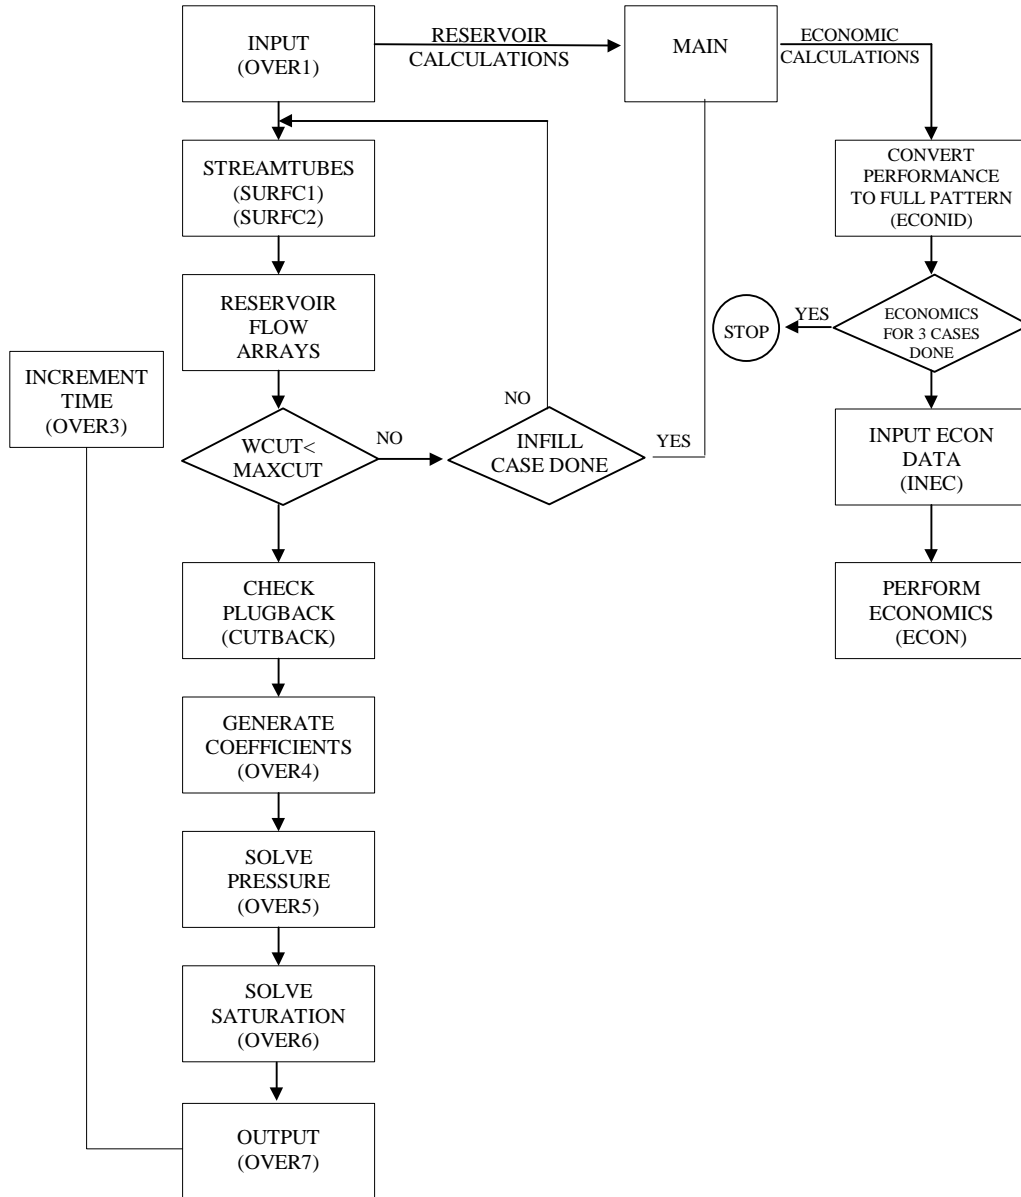 INPUT
(OVER1)
RESERVOIR
CALCULATIONS
MAIN
ECONOMIC
CALCULATIONS
STREAMTUBES
(SURFC1)
(SURFC2)
CONVERT
PERFORMANCE
TO FULL PATTERN
(ECONID)
RESERVOIR
FLOW
ARRAYS
STOP
YES
ECONOMICS
FOR 3 CASES
DONE
INCREMENT
TIME
(OVER3)
WCUT<
MAXCUT
NO
NO
INFILL
CASE DONE
YES
INPUT ECON
DATA
(INEC)
CHECK
PLUGBACK
(CUTBACK)
PERFORM
ECONOMICS
(ECON)
GENERATE
COEFFICIENTS
(OVER4)
SOLVE
PRESSURE
(OVER5)
SOLVE
SATURATION
(OVER6)
OUTPUT
(OVER7)